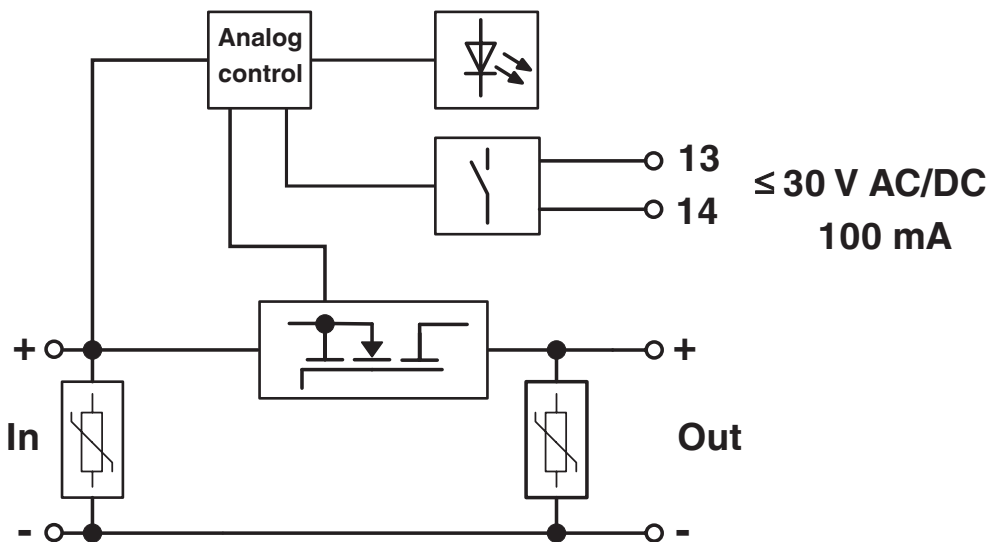 Analog
control
13
≤ 30 V AC/DC
14
100 mA
+
+
In
Out
-
-